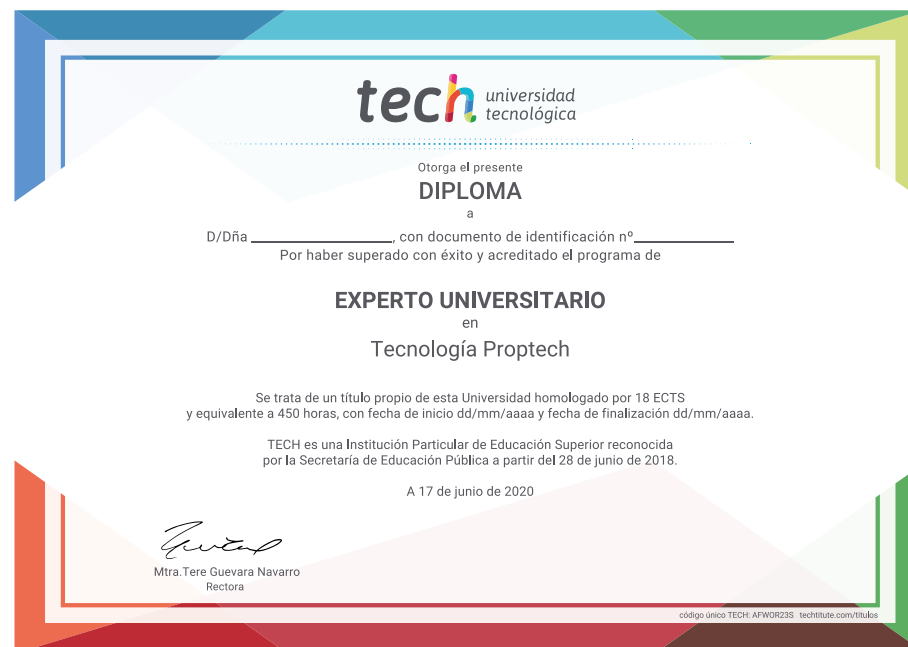 tech universidad
tecnológica
Otorga el presente
DIPLOMA
a
D/Dña ____________, con documento de identificación nº____________
Por haber superado con éxito y acreditado el programa de
EXPERTO UNIVERSITARIO
en
Tecnología Proptech
Se trata de un título propio de esta Universidad homologado por 18 ECTS
y equivalente a 450 horas, con fecha de inicio dd/mm/aaaa y fecha de finalización dd/mm/aaaa.
TECH es una Institución Particular de Educación Superior reconocida
por la Secretaría de Educación Pública a partir del 28 de junio de 2018.
A 17 de junio de 2020
Mtra.Tere Guevara Navarro
Rectora
código único TECH: AFWOR23S techtitute.com/titulos